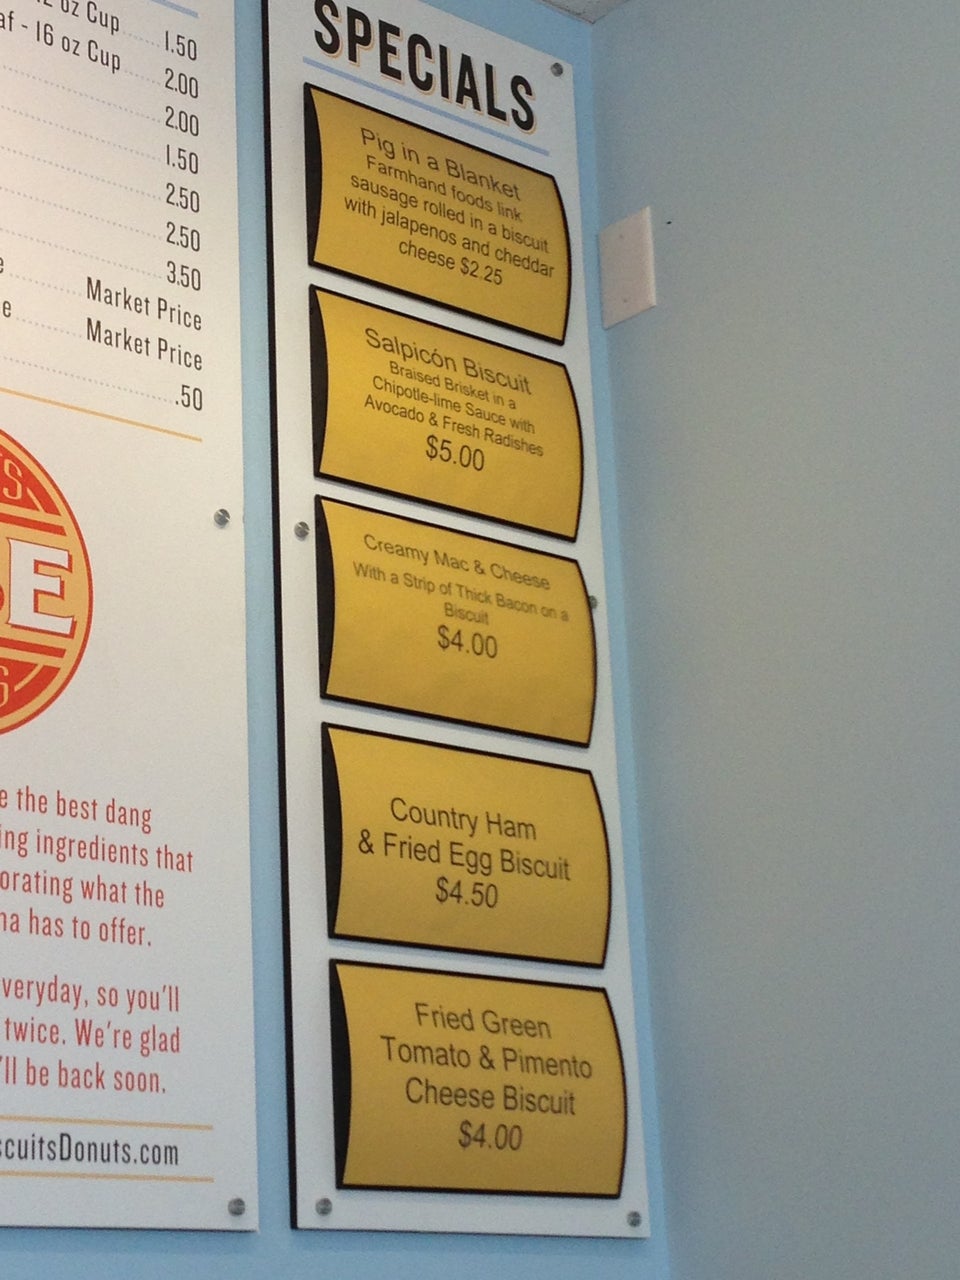 oz Cup 1.50
af - 16 oz Cup 2.00
2.00
1.50
2.50
2.50
3.50
e Market Price
e Market Price
.50
S
E
G
e the best dang
ing ingredients that
orating what the
na has to offer.
veryday, so you'll
twice. We're glad
'll be back soon.
scuitsDonuts.com
SPECIALS
Pig in a Blanket
Farmhand foods link
sausage rolled in a biscuit
with jalapenos and cheddar
cheese $2.25
Salpicón Biscuit
Braised Brisket in a
Chipotle-lime Sauce with
Avocado & Fresh Radishes
$5.00
Creamy Mac & Cheese
With a Strip of Thick Bacon on a
Biscuit
$4.00
Country Ham
& Fried Egg Biscuit
$4.50
Fried Green
Tomato & Pimento
Cheese Biscuit
$4.00